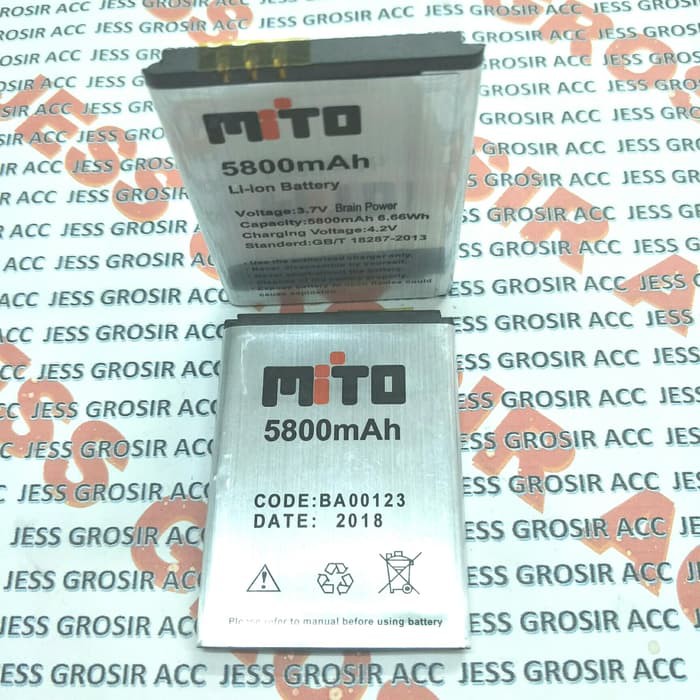 MiTO
5800mAh
Li-ion Battery
Voltage:3.7V Brain Power
Capacity:5800mAh 6.66Wh
Charging Voltage:4.2V
Standard:GB/T 18287-2013
MiTO
5800mAh
CODE:BA00123
DATE: 2018
Please refer to manual before using battery
JESS GROSIR ACC